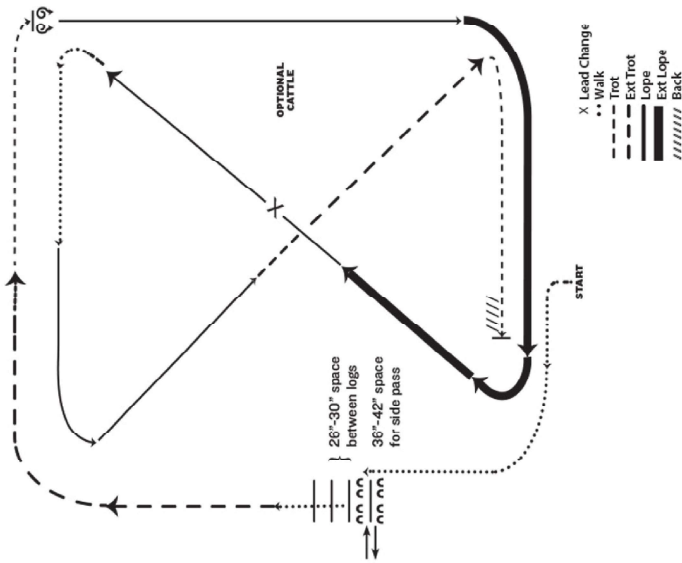 OPTIONAL
CATTLE
X
26"-30" space
between logs
36"-42" space
for side pass
START
X Lead Change
Walk
Trot
Ext Trot
Lope
Ext Lope
Back